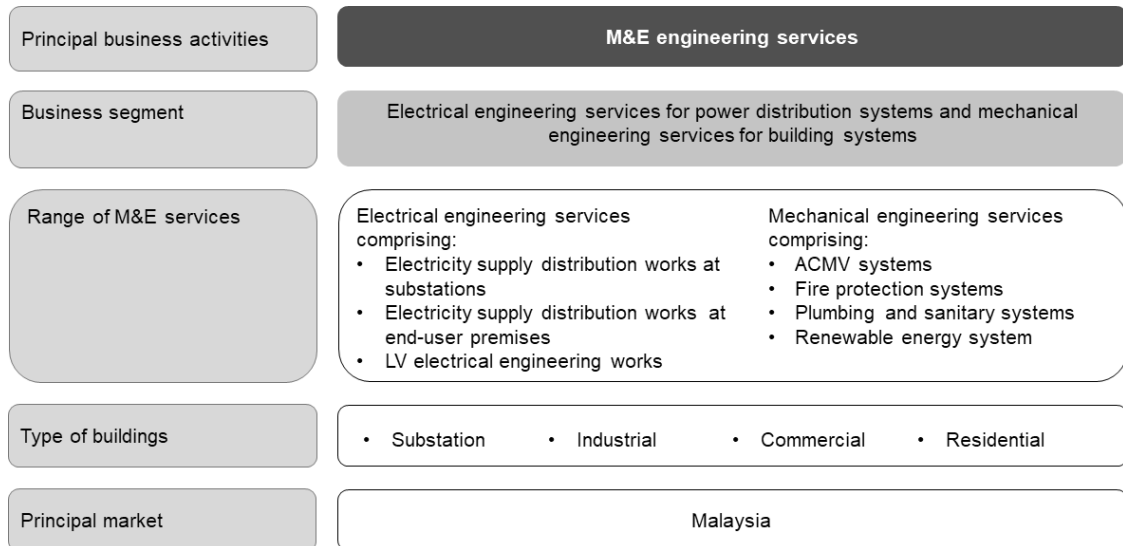 Principal business activities
M&E engineering services
Business segment
Electrical engineering services for power distribution systems and mechanical
engineering services for building systems
Range of M&E services
Electrical engineering services
comprising:
• Electricity supply distribution works at
substations
• Electricity supply distribution works at
end-user premises
• LV electrical engineering works
Mechanical engineering services
comprising:
• ACMV systems
• Fire protection systems
• Plumbing and sanitary systems
• Renewable energy system
Type of buildings
• Substation • Industrial • Commercial • Residential
Principal market
Malaysia